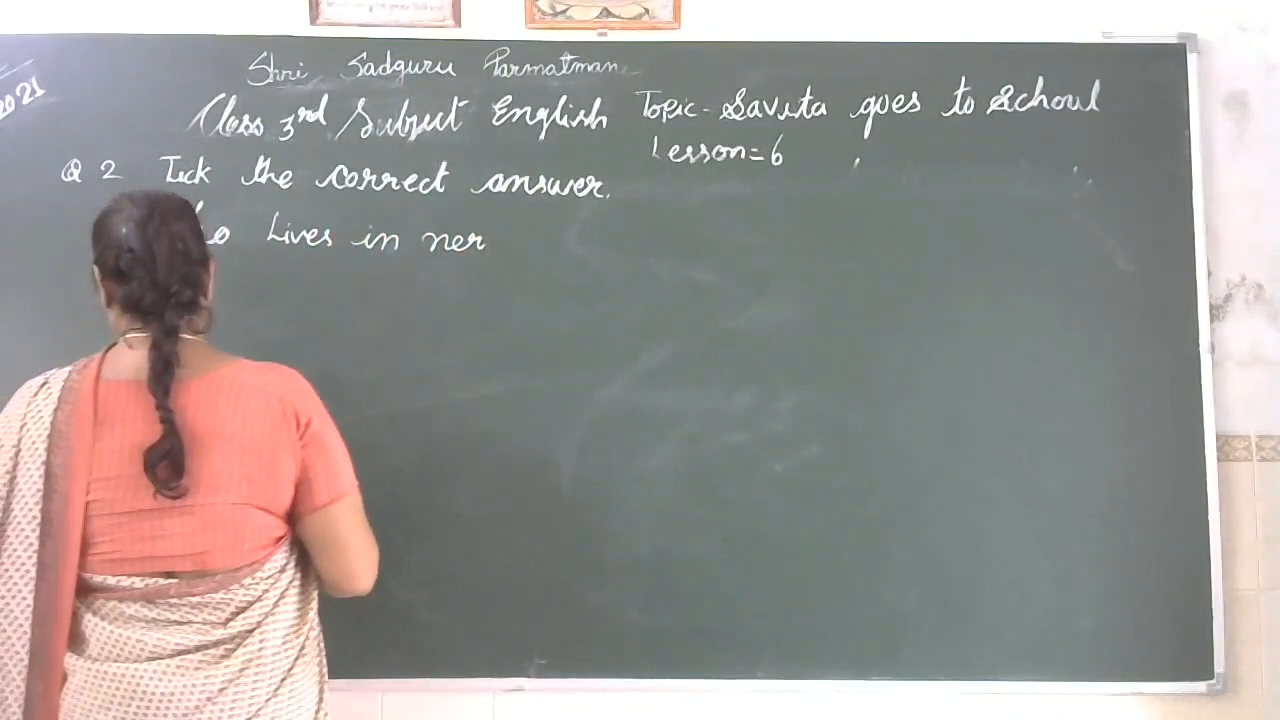 Shri Sadguru Parmatman
2021
Class 3rd Subject English Topic - Savita goes to School
Lesson=6
Q 2 Tick the correct answer.
Lives in ner